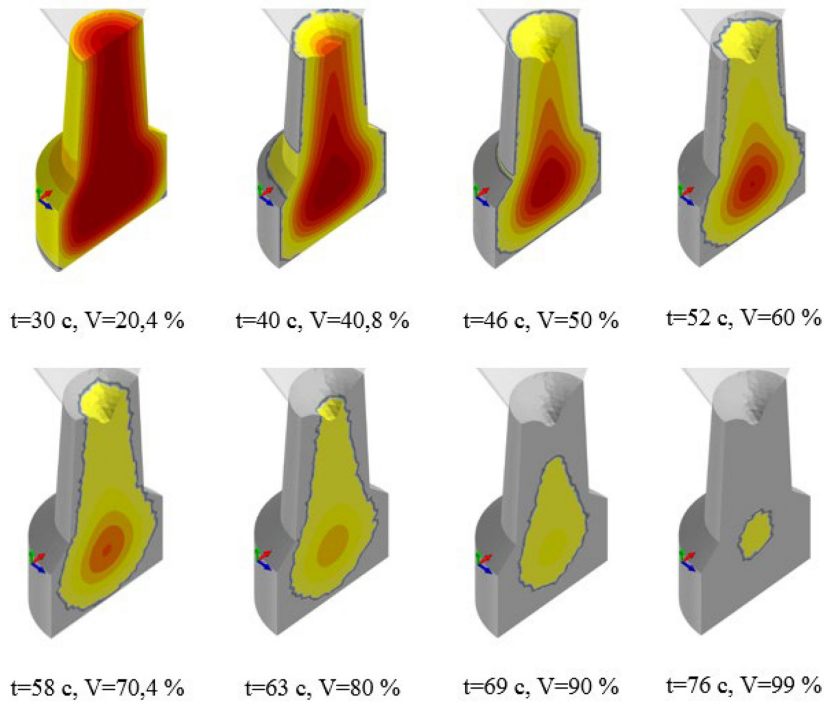 t=30 с, V=20,4 %
t=40 с, V=40,8 %
t=46 с, V=50 %
t=52 с, V=60 %
t=58 с, V=70,4 %
t=63 с, V=80 %
t=69 с, V=90 %
t=76 с, V=99 %